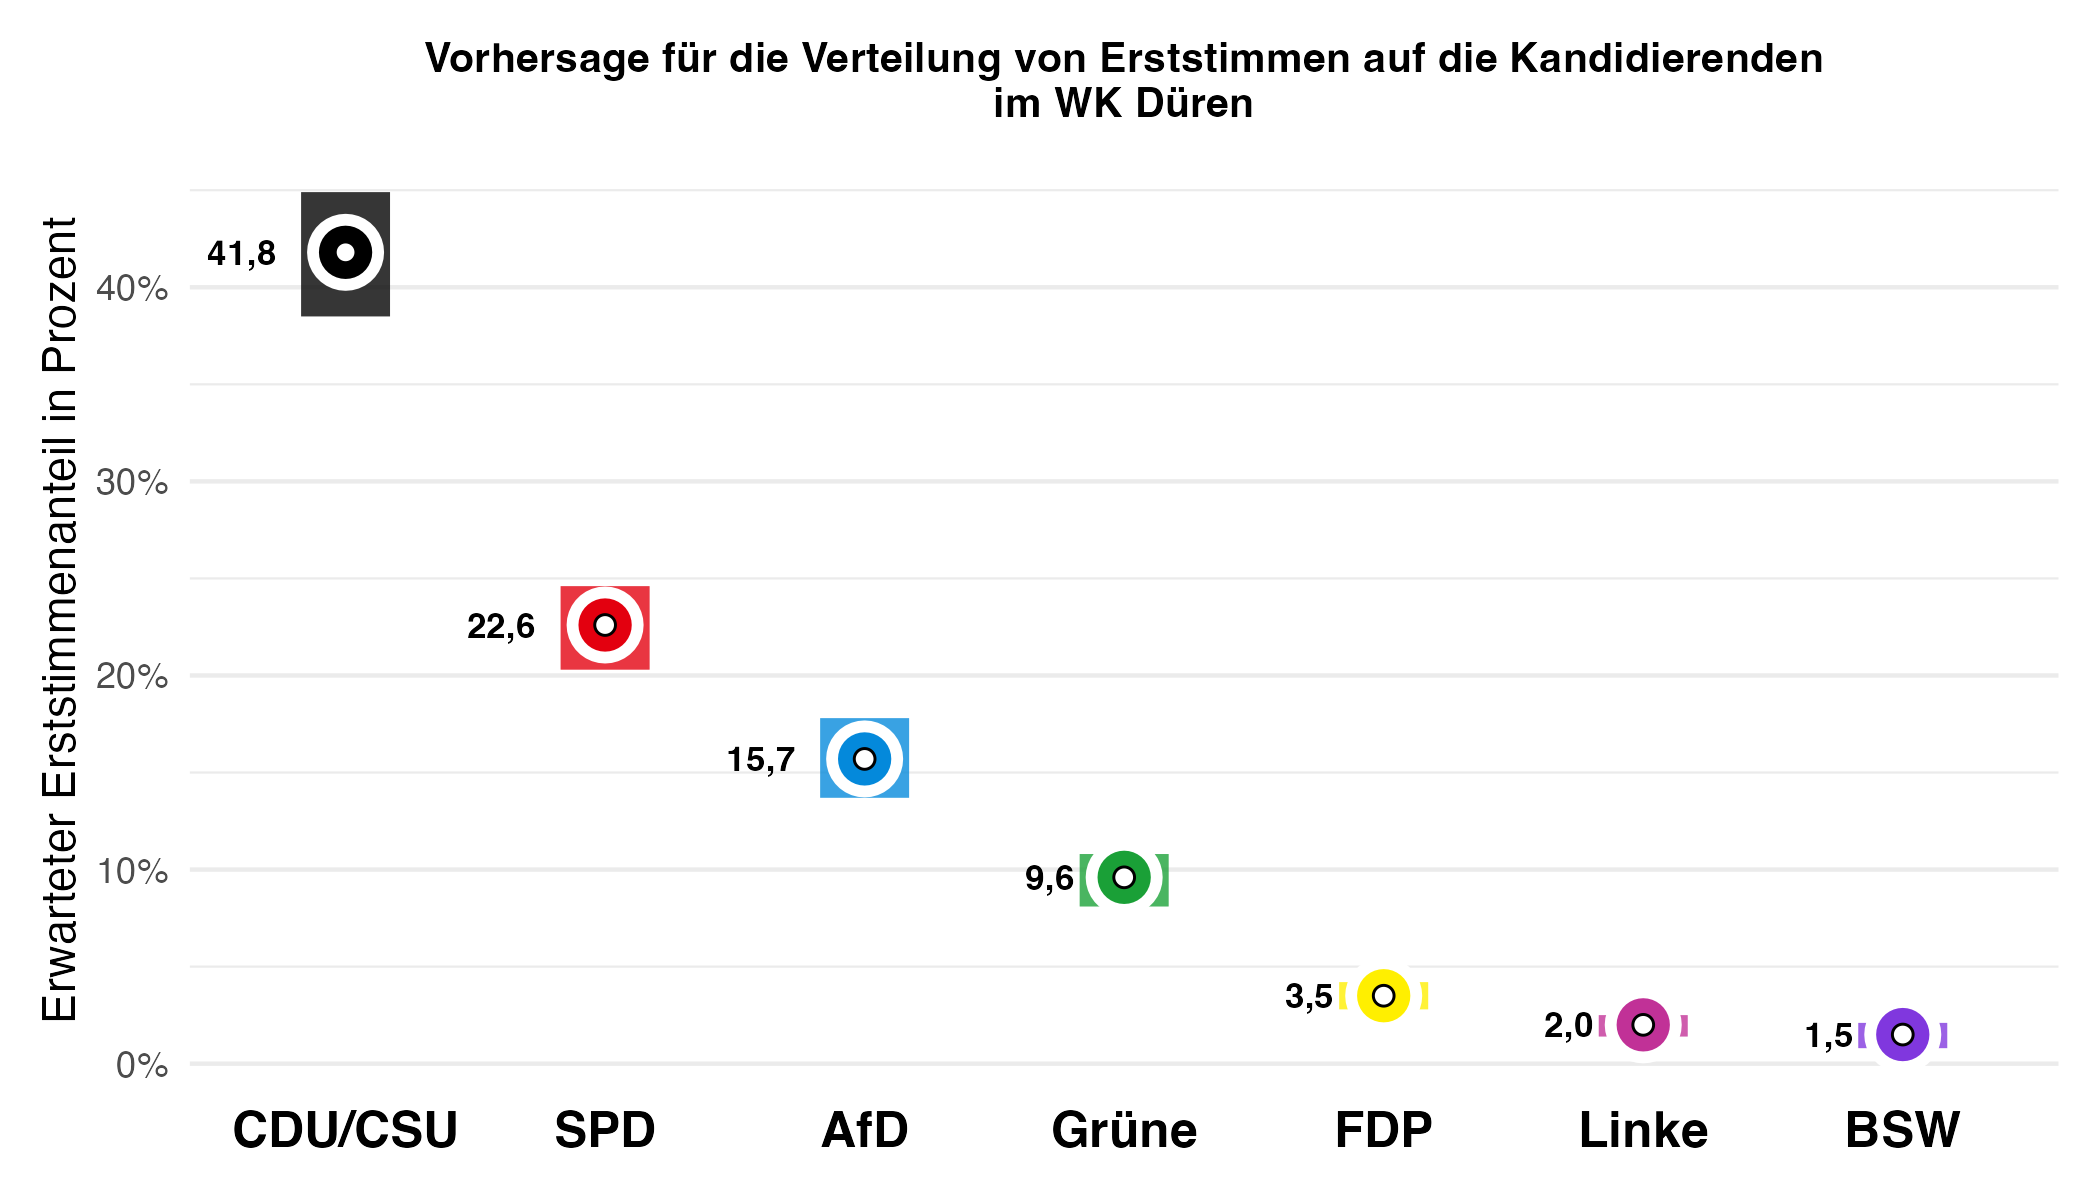 Vorhersage für die Verteilung von Erststimmen auf die Kandidierenden
im WK Düren
Erwarteter Erststimmenanteil in Prozent
40%
30%
20%
10%
0%
41,8
22,6
15,7
9,6
3,5
2,0
1,5
CDU/CSU
SPD
AfD
Grüne
FDP
Linke
BSW